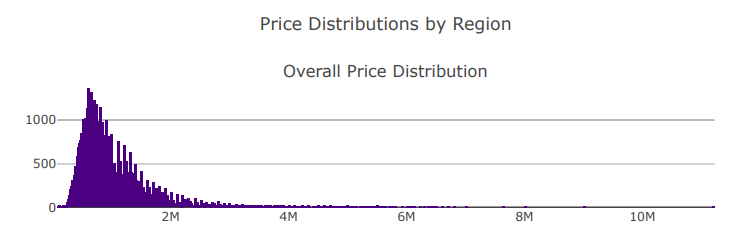 Price Distributions by Region
Overall Price Distribution
1000
500
0
2M 4M 6M 8M 10M